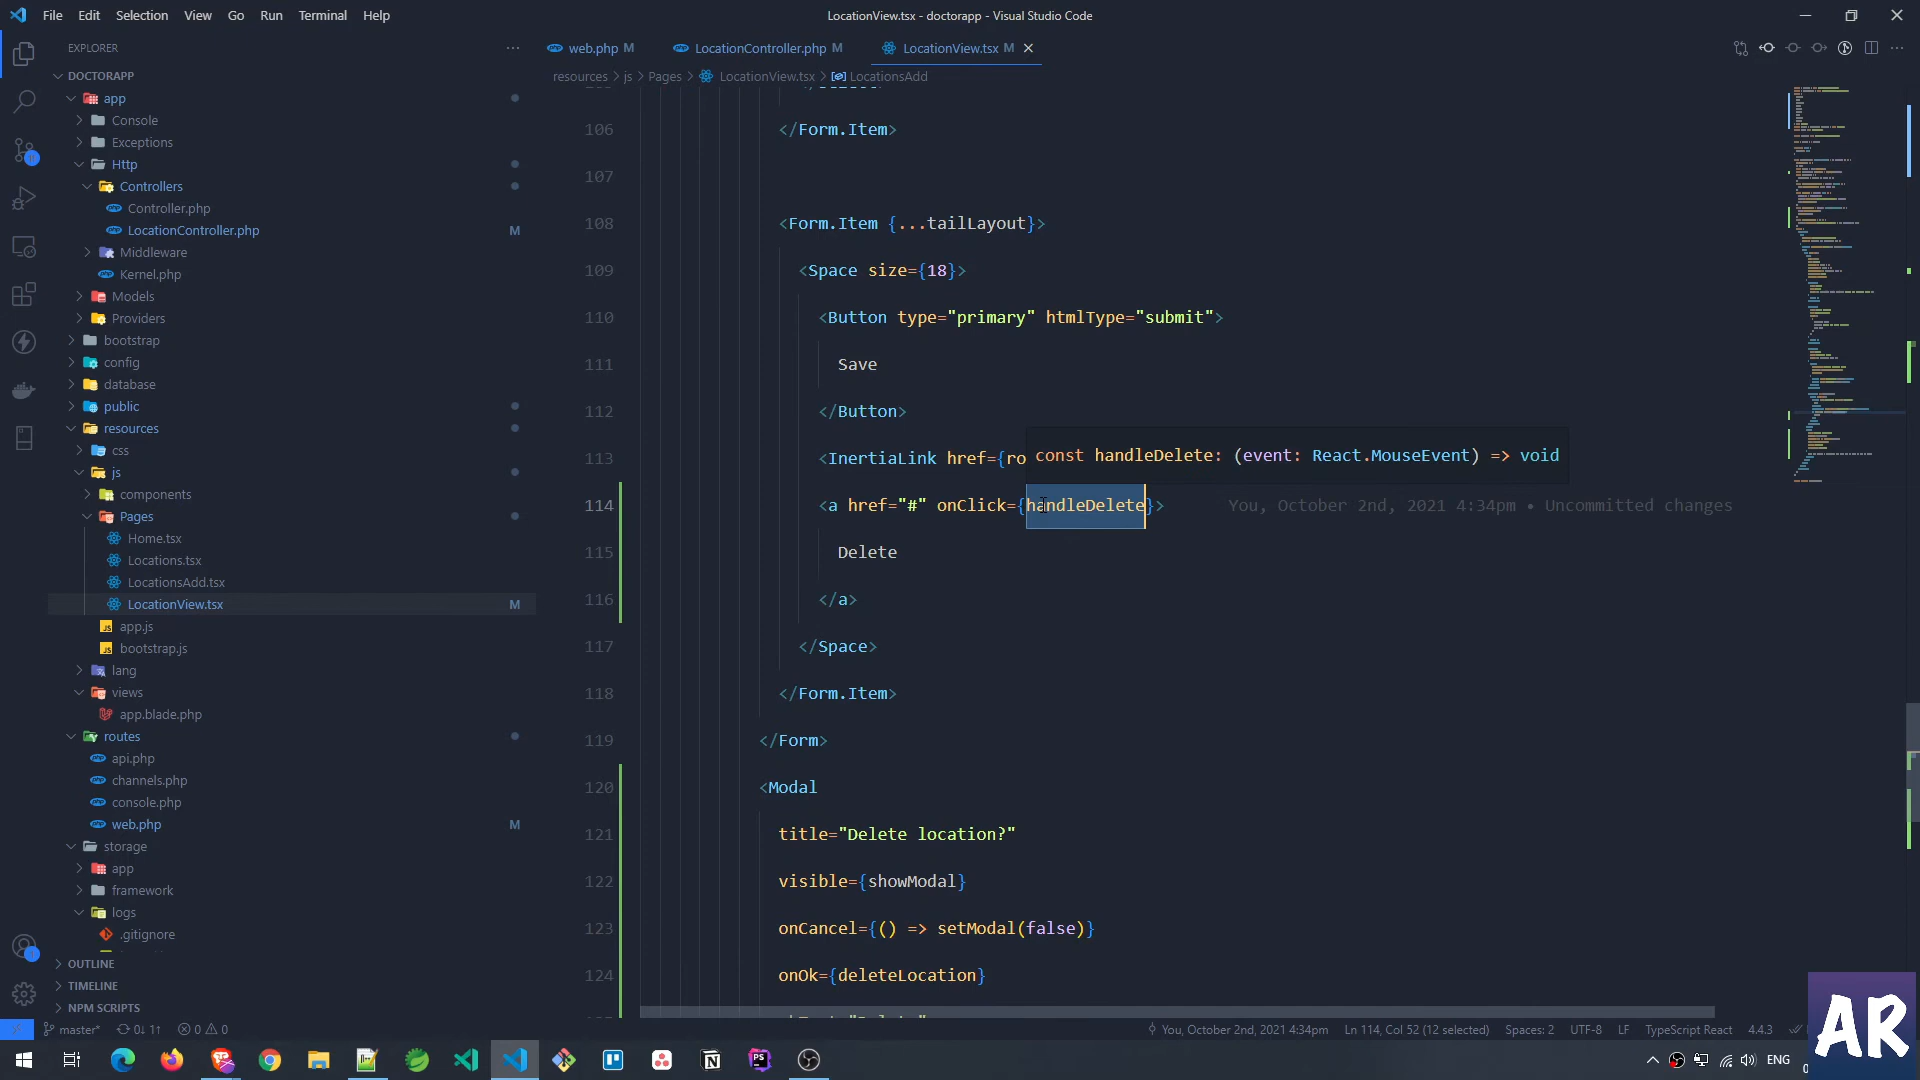 File Edit Selection View Go Run Terminal Help
LocationView.tsx - doctorapp - Visual Studio Code
EXPLORER
DOCTORAPP
app
Console
Exceptions
Http
Controllers
Controller.php
LocationController.php M
Middleware
Kernel.php
Models
Providers
bootstrap
config
database
public
resources
css
js
components
Pages
Home.tsx
Locations.tsx
LocationsAdd.tsx
LocationView.tsx M
app.js
bootstrap.js
lang
views
app.blade.php
routes
api.php
channels.php
console.php
web.php M
storage
app
framework
logs
.gitignore
OUTLINE
TIMELINE
NPM SCRIPTS
web.php M LocationController.php M LocationView.tsx M
resources > js > Pages > LocationView.tsx > LocationsAdd
106 </Form.Item>
107
108 <Form.Item {...tailLayout}>
109 <Space size={18}>
110 <Button type="primary" htmlType="submit">
111 Save
112 </Button>
113 <InertiaLink href={ro
const handleDelete: (event: React.MouseEvent) => void
114 <a href="#" onClick={handleDelete}> You, October 2nd, 2021 4:34pm • Uncommitted changes
115 Delete
116 </a>
117 </Space>
118 </Form.Item>
119 </Form>
120 <Modal
121 title="Delete location?"
122 visible={showModal}
123 onCancel={() => setModal(false)}
124 onOk={deleteLocation}
master* 0↓ 1↑ 0 0
You, October 2nd, 2021 4:34pm Ln 114, Col 52 (12 selected) Spaces: 2 UTF-8 LF TypeScript React 4.4.3
ENG
AR